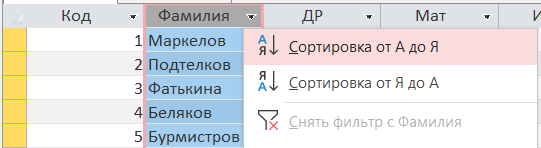 Код Фамилия ДР Мат И
1 Маркелов
2 Подтелков
3 Фатькина
4 Беляков
5 Бурмистров
А Я Сортировка от А до Я
Я А Сортировка от Я до А
Снять фильтр с Фамилия